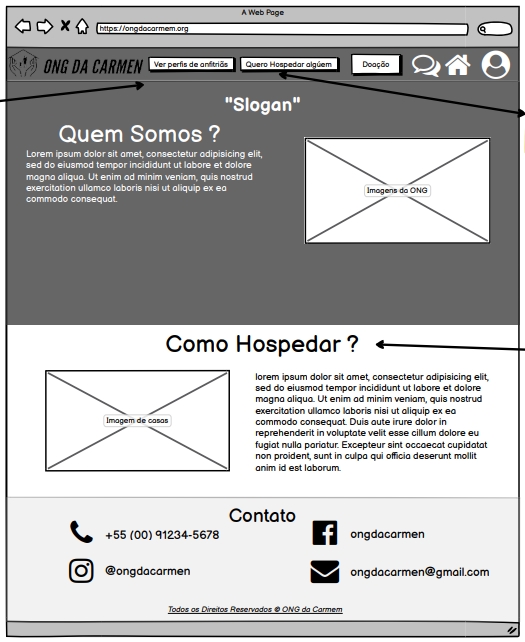 A Web Page
https://ongdacarmem.org
ONG DA CARMEN
Ver perfis de anfitriãs
Quero Hospedar algúem
Doação
"Slogan"
Quem Somos ?
Lorem ipsum dolor sit amet, consectetur adipisicing elit,
sed do eiusmod tempor incididunt ut labore et dolore
magna aliqua. Ut enim ad minim veniam, quis nostrud
exercitation ullamco laboris nisi ut aliquip ex ea
commodo consequat.
Imagens da ONG
Como Hospedar ?
Imagem de casas
lorem ipsum dolor sit amet, consectetur adipisicing elit,
sed do eiusmod tempor incididunt ut labore et dolore
magna aliqua. Ut enim ad minim veniam, quis nostrud
exercitation ullamco laboris nisi ut aliquip ex ea
commodo consequat. Duis aute irure dolor in
reprehenderit in voluptate velit esse cillum dolore eu
fugiat nulla pariatur. Excepteur sint occaecat cupidatat
non proident, sunt in culpa qui officia deserunt mollit
anim id est laborum.
Contato
+55 (00) 91234-5678
ongdacarmen
@ongdacarmen
ongdacarmen@gmail.com
Todos os Direitos Reservados @ ONG da Carmem